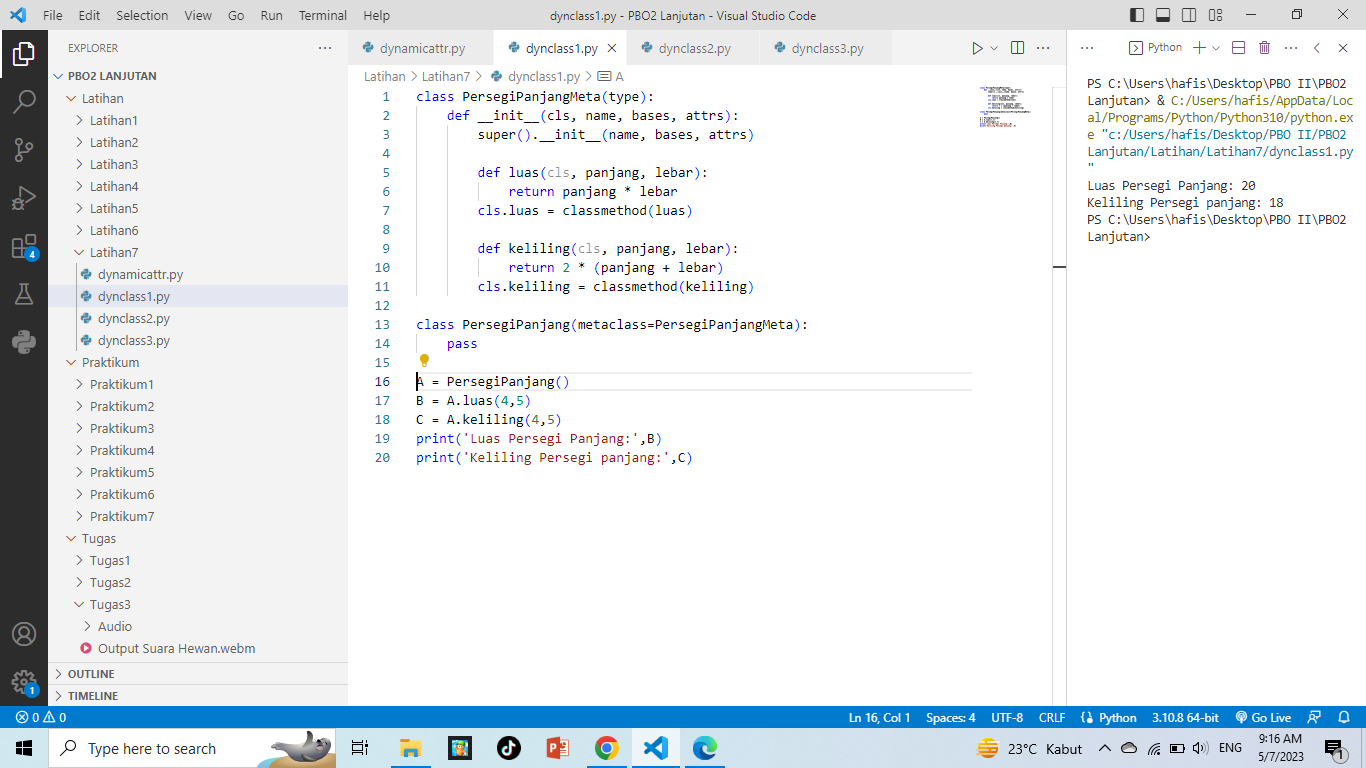 File Edit Selection View Go Run Terminal Help
dynclass1.py - PBO2 Lanjutan - Visual Studio Code
EXPLORER
PBO2 LANJUTAN
Latihan
Latihan1
Latihan2
Latihan3
Latihan4
Latihan5
Latihan6
Latihan7
dynamicattr.py
dynclass1.py
dynclass2.py
dynclass3.py
Praktikum
Praktikum1
Praktikum2
Praktikum3
Praktikum4
Praktikum5
Praktikum6
Praktikum7
Tugas
Tugas1
Tugas2
Tugas3
Audio
Output Suara Hewan.webm
OUTLINE
TIMELINE
4
1
dynamicattr.py dynclass1.py dynclass2.py dynclass3.py
Latihan > Latihan7 > dynclass1.py > A
1 class PersegiPanjangMeta(type):
2 def __init__(cls, name, bases, attrs):
3 super().__init__(name, bases, attrs)
4
5 def luas(cls, panjang, lebar):
6 return panjang * lebar
7 cls.luas = classmethod(luas)
8
9 def keliling(cls, panjang, lebar):
10 return 2 * (panjang + lebar)
11 cls.keliling = classmethod(keliling)
12
13 class PersegiPanjang(metaclass=PersegiPanjangMeta):
14 pass
15
16 A = PersegiPanjang()
17 B = A.luas(4,5)
18 C = A.keliling(4,5)
19 print('Luas Persegi Panjang:',B)
20 print('Keliling Persegi panjang:',C)
Python
PS C:\Users\hafis\Desktop\PBO II\PBO2
Lanjutan> & C:/Users/hafis/AppData/Loc
al/Programs/Python/Python310/python.ex
e "c:/Users/hafis/Desktop/PBO II/PBO2
Lanjutan/Latihan/Latihan7/dynclass1.py
"
Luas Persegi Panjang: 20
Keliling Persegi panjang: 18
PS C:\Users\hafis\Desktop\PBO II\PBO2
Lanjutan>
0 0
Ln 16, Col 1 Spaces: 4 UTF-8 CRLF Python 3.10.8 64-bit Go Live
Type here to search
23°C Kabut
ENG
9:16 AM
5/7/2023
1